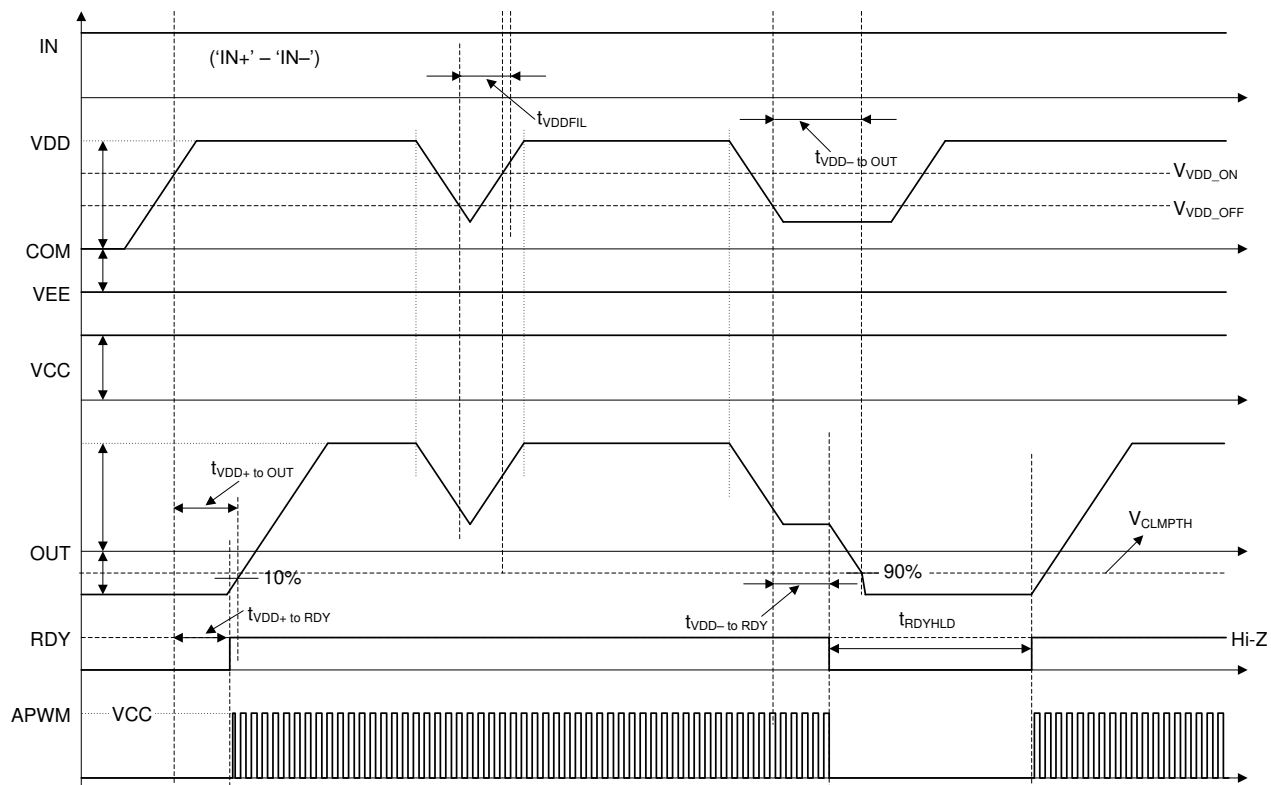 IN
('IN+' – 'IN–')
tVDDFIL
VDD
tVDD– to OUT
VVDD_ON
VVDD_OFF
COM
VEE
VCC
tVDD+ to OUT
VCLMPTH
OUT
10%
90%
tVDD+ to RDY
tVDD– to RDY
tRDYHLD
RDY
Hi-Z
APWM
VCC